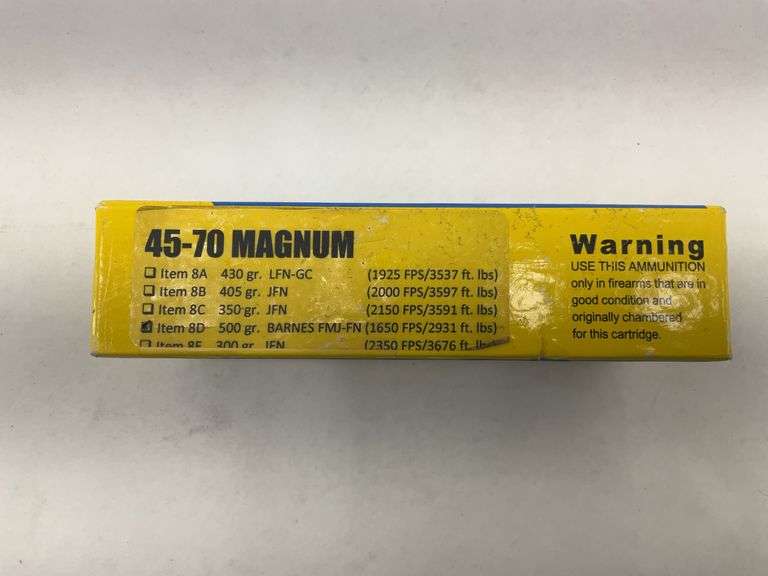 45-70 MAGNUM
☐ Item 8A 430 gr. LFN-GC (1925 FPS/3537 ft. lbs)
☐ Item 8B 405 gr. JFN (2000 FPS/3597 ft. lbs)
☐ Item 8C 350 gr. JFN (2150 FPS/3591 ft. lbs)
☑ Item 8D 500 gr. BARNES FMJ-FN (1650 FPS/2931 ft. lbs)
☐ Item 8E 300 gr. JFN (2350 FPS/3676 ft. lbs)
Warning
USE THIS AMMUNITION
only in firearms that are in
good condition and
originally chambered
for this cartridge.